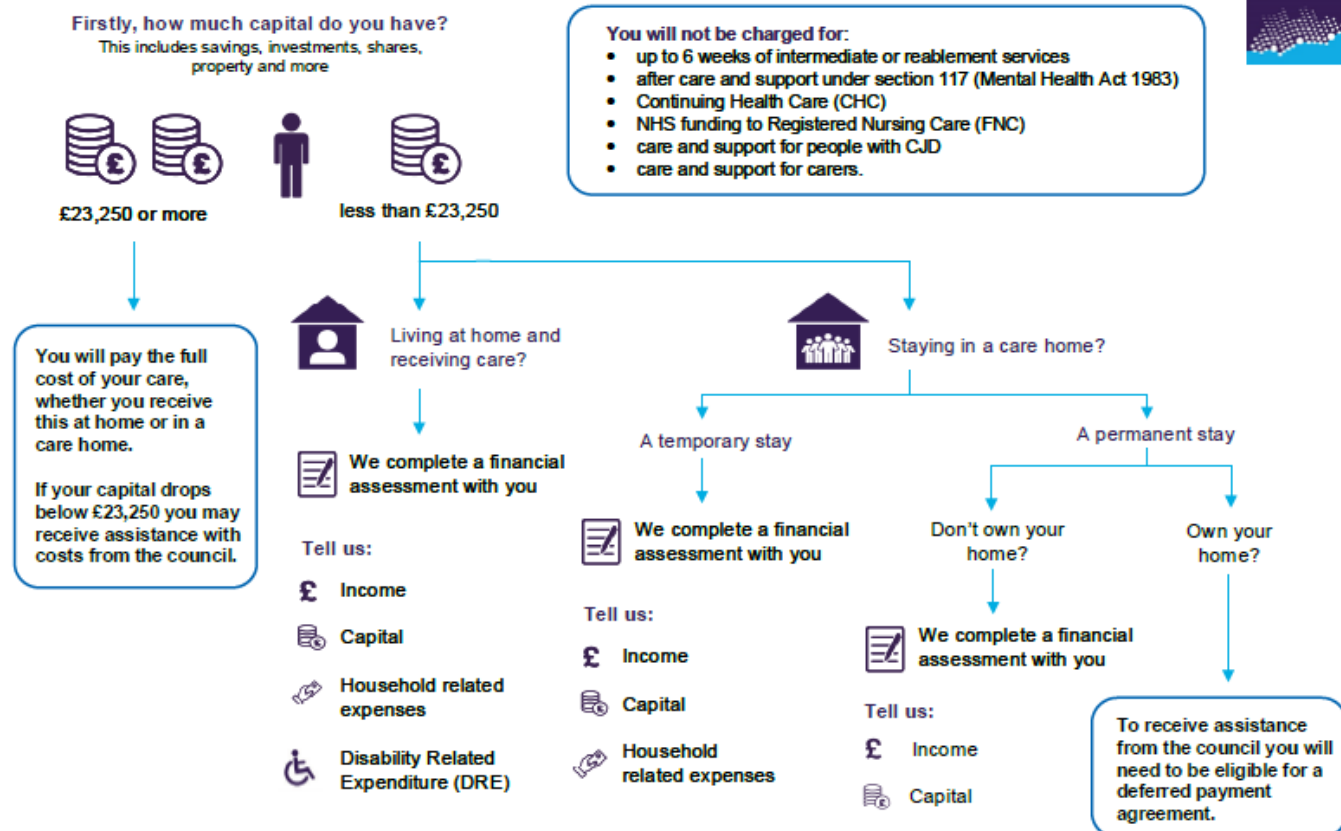 Firstly, how much capital do you have?
This includes savings, investments, shares,
property and more
£23,250 or more
less than £23,250
You will not be charged for:
• up to 6 weeks of intermediate or reablement services
• after care and support under section 117 (Mental Health Act 1983)
• Continuing Health Care (CHC)
• NHS funding to Registered Nursing Care (FNC)
• care and support for people with CJD
• care and support for carers.
You will pay the full
cost of your care,
whether you receive
this at home or in a
care home.
If your capital drops
below £23,250 you may
receive assistance with
costs from the council.
Living at home and
receiving care?
We complete a financial
assessment with you
Tell us:
£ Income
Capital
Household related
expenses
Disability Related
Expenditure (DRE)
Staying in a care home?
A temporary stay
We complete a financial
assessment with you
Tell us:
£ Income
Capital
Household
related expenses
A permanent stay
Don't own your
home?
We complete a financial
assessment with you
Tell us:
£ Income
Capital
Own your
home?
To receive assistance
from the council you will
need to be eligible for a
deferred payment
agreement.